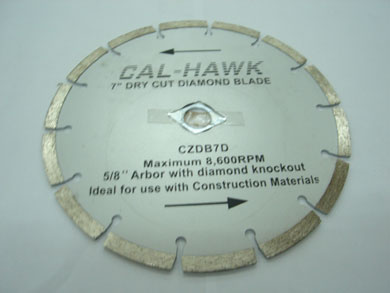 CAL-HAWK
7" DRY CUT DIAMOND BLADE
CZDB7D
Maximum 8,600RPM
5/8" Arbor with diamond knockout
Ideal for use with Construction Materials